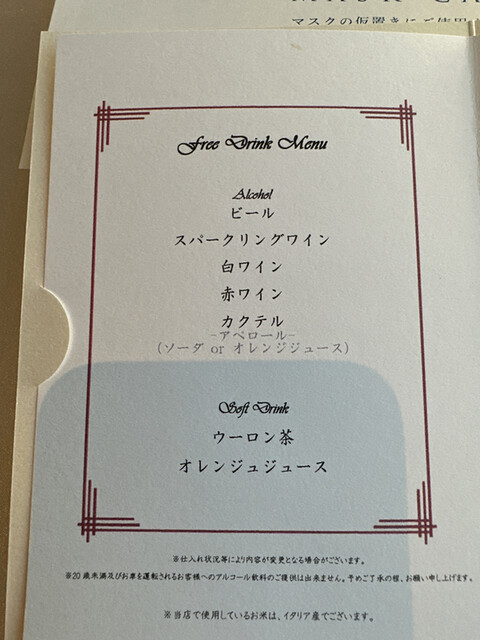 マスクの仮置きにご使用
Free Drink Menu
Alcohol
ビール
スパークリングワイン
白ワイン
赤ワイン
カクテル
-アペロール-
(ソーダ or オレンジジュース)
Soft Drink
ウーロン茶
オレンジュジュース
※仕入れ状況等により内容が変更となる場合がございます。
※20歳未満及びお車を運転されるお客様へのアルコール飲料のご提供は出来ません。予めご了承の程、お願い申し上げます。
※当店で使用しているお米は、イタリア産でございます。